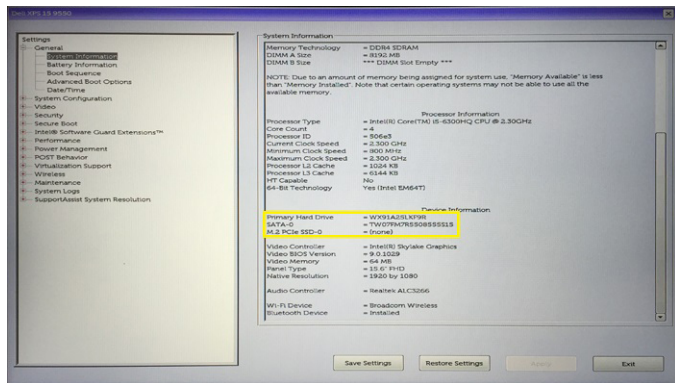 Dell XPS 15 9550
Settings
General
System Information
Battery Information
Boot Sequence
Advanced Boot Options
Date/Time
System Configuration
Video
Security
Secure Boot
Intel® Software Guard Extensions™
Performance
Power Management
POST Behavior
Virtualization Support
Wireless
Maintenance
System Logs
SupportAssist System Resolution
System Information
Memory Technology = DDR4 SDRAM
DIMM A Size = 8192 MB
DIMM B Size *** DIMM Slot Empty ***
NOTE: Due to an amount of memory being assigned for system use, "Memory Available" is less
than "Memory Installed". Note that certain operating systems may not be able to use all the
available memory.
Processor Information
Processor Type = Intel(R) Core(TM) i5-6300HQ CPU @ 2.30GHz
Core Count = 4
Processor ID = 506e3
Current Clock Speed = 2.300 GHz
Minimum Clock Speed = 800 MHz
Maximum Clock Speed = 2.300 GHz
Processor L2 Cache = 1024 KB
Processor L3 Cache = 6144 KB
HT Capable No
64-Bit Technology Yes (Intel EM64T)
Device Information
Primary Hard Drive = WX91A25LKF9R
SATA-0 = TW07FM7R5508555515
M.2 PCIe SSD-0 = (none)
Video Controller = Intel(R) Skylake Graphics
Video BIOS Version = 9.0.1029
Video Memory = 64 MB
Panel Type = 15.6" FHD
Native Resolution = 1920 by 1080
Audio Controller = Realtek ALC3266
Wi-Fi Device = Broadcom Wireless
Bluetooth Device = Installed
Save Settings
Restore Settings
Apply
Exit